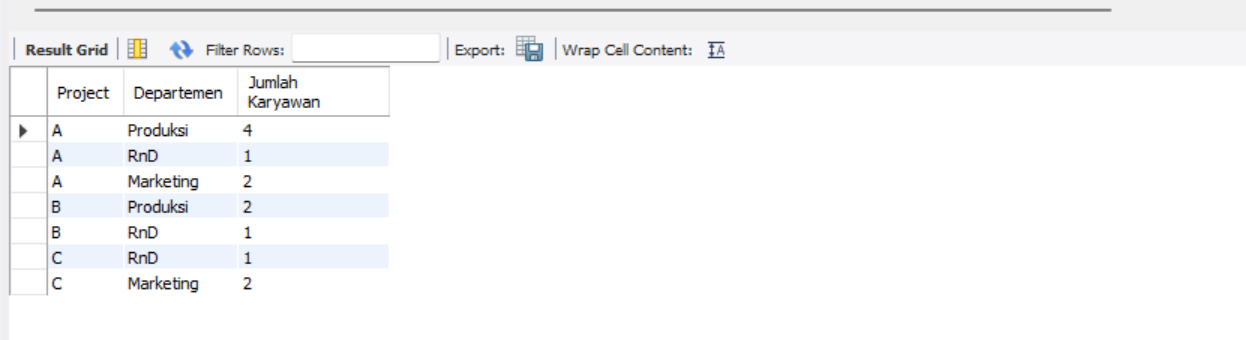 Result Grid Filter Rows: Export: Wrap Cell Content: IA
Project Departemen Jumlah Karyawan
A Produksi 4
A RnD 1
A Marketing 2
B Produksi 2
B RnD 1
C RnD 1
C Marketing 2